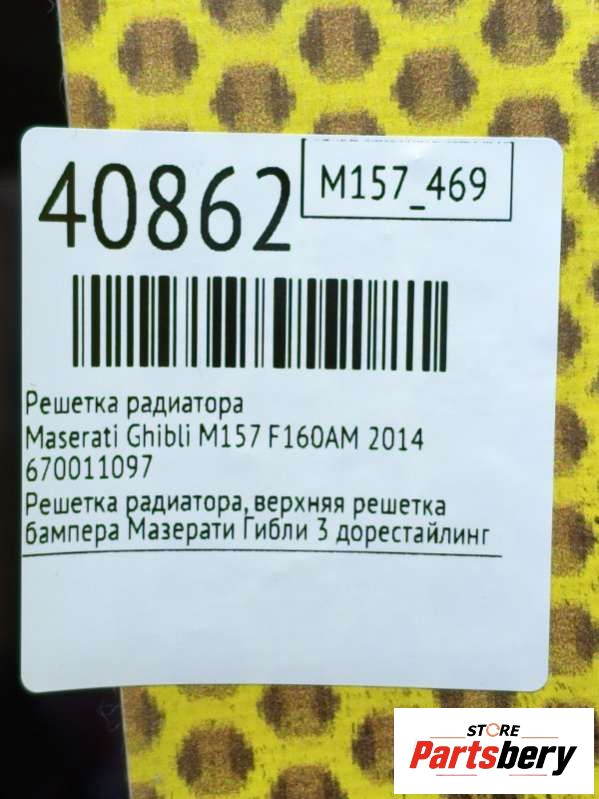 40862
M157_469
Решетка радиатора
Maserati Ghibli M157 F160AM 2014
670011097
Решетка радиатора, верхняя решетка
бампера Мазерати Гибли 3 дорестайлинг
STORE
Partsbery